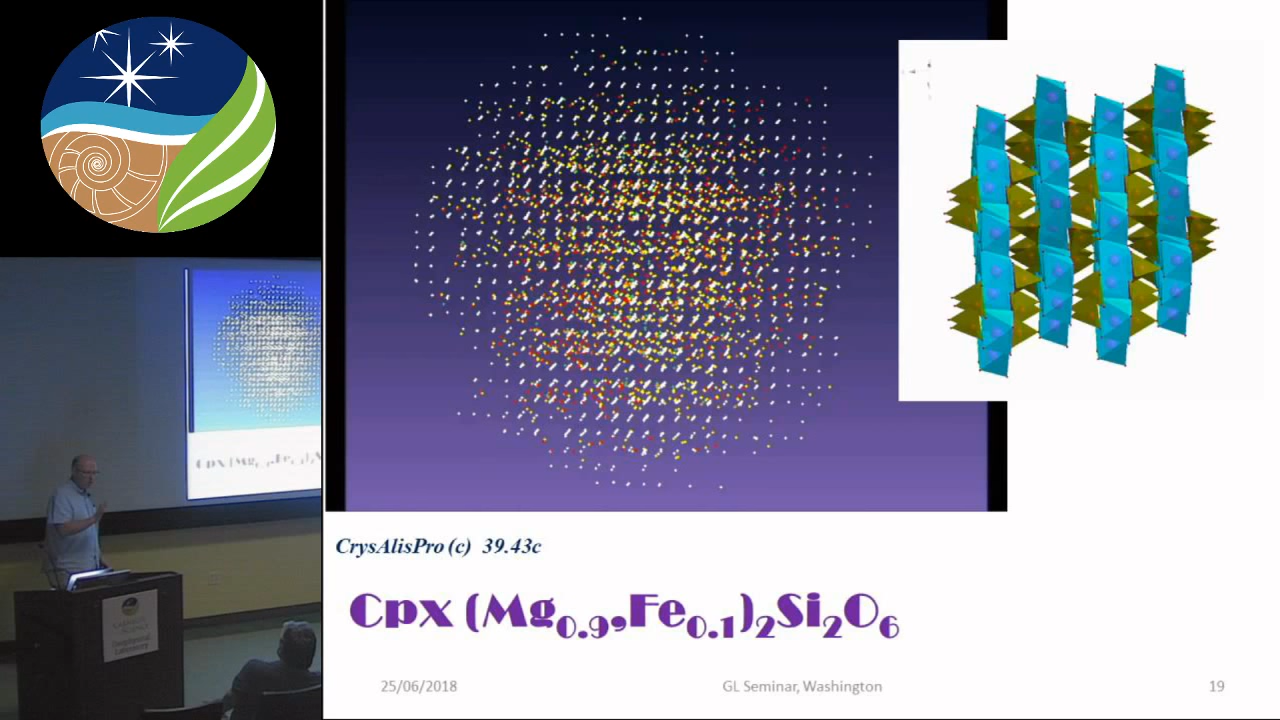 CrysAlisPro (c) 39.43c
Cpx (Mg0.9,Fe0.1)2Si2O6
25/06/2018
GL Seminar, Washington
19